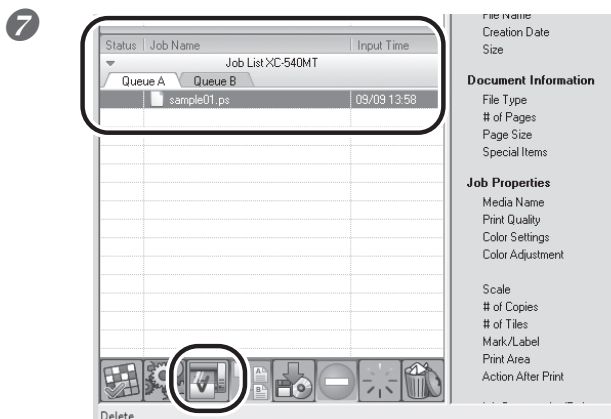 7
Status Job Name Input Time
Job List XC-540MT
Queue A Queue B
sample01.ps 09/09 13:58
File Name
Creation Date
Size
Document Information
File Type
# of Pages
Page Size
Special Items
Job Properties
Media Name
Print Quality
Color Settings
Color Adjustment
Scale
# of Copies
# of Tiles
Mark/Label
Print Area
Action After Print
Delete